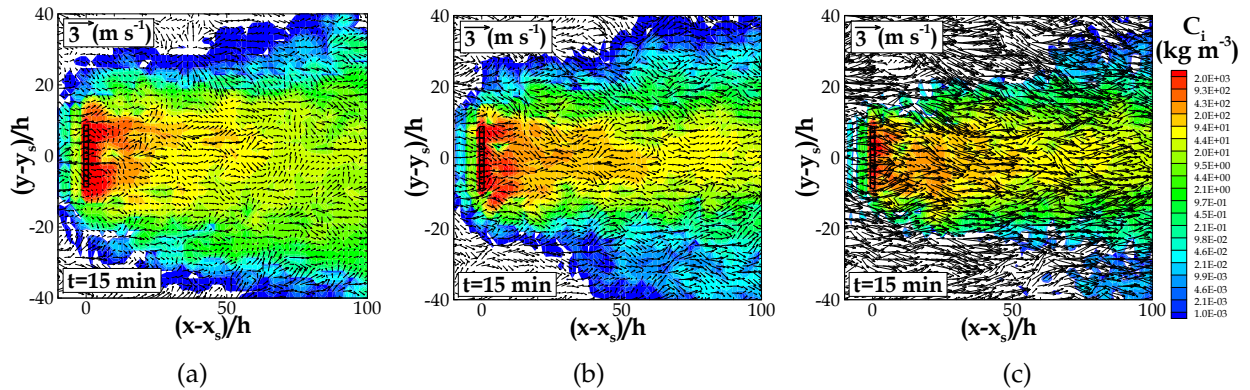 40
3 (m s⁻¹)
20
0
-20
-40
(y-yₛ)/h
t=15 min
0
50
100
(x-xₛ)/h
(a)
40
3 (m s⁻¹)
20
0
-20
-40
(y-yₛ)/h
t=15 min
0
50
100
(x-xₛ)/h
(b)
40
3 (m s⁻¹)
20
0
-20
-40
(y-yₛ)/h
t=15 min
0
50
100
(x-xₛ)/h
(c)
Cᵢ
(kg m⁻³)
2.0E+03
9.3E+02
4.3E+02
2.0E+02
9.4E+01
4.4E+01
2.0E+01
9.5E+00
4.4E+00
2.1E+00
9.7E-01
4.5E-01
2.1E-01
9.8E-02
4.6E-02
2.1E-02
9.9E-03
4.6E-03
2.1E-03
1.0E-03